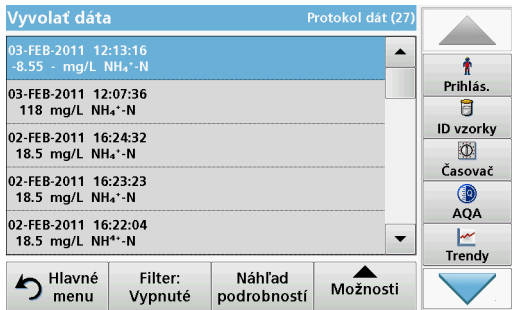 Vyvolať dáta
Protokol dát (27)
03-FEB-2011 12:13:16
-8.55 - mg/L NH₄⁺-N
03-FEB-2011 12:07:36
118 mg/L NH₄⁺-N
02-FEB-2011 16:24:32
18.5 mg/L NH₄⁺-N
02-FEB-2011 16:23:23
18.5 mg/L NH₄⁺-N
02-FEB-2011 16:22:04
18.5 mg/L NH⁴⁺-N
Hlavné
menu
Filter:
Vypnuté
Náhľad
podrobností
Možnosti
Prihlás.
ID vzorky
Časovač
AQA
Trendy